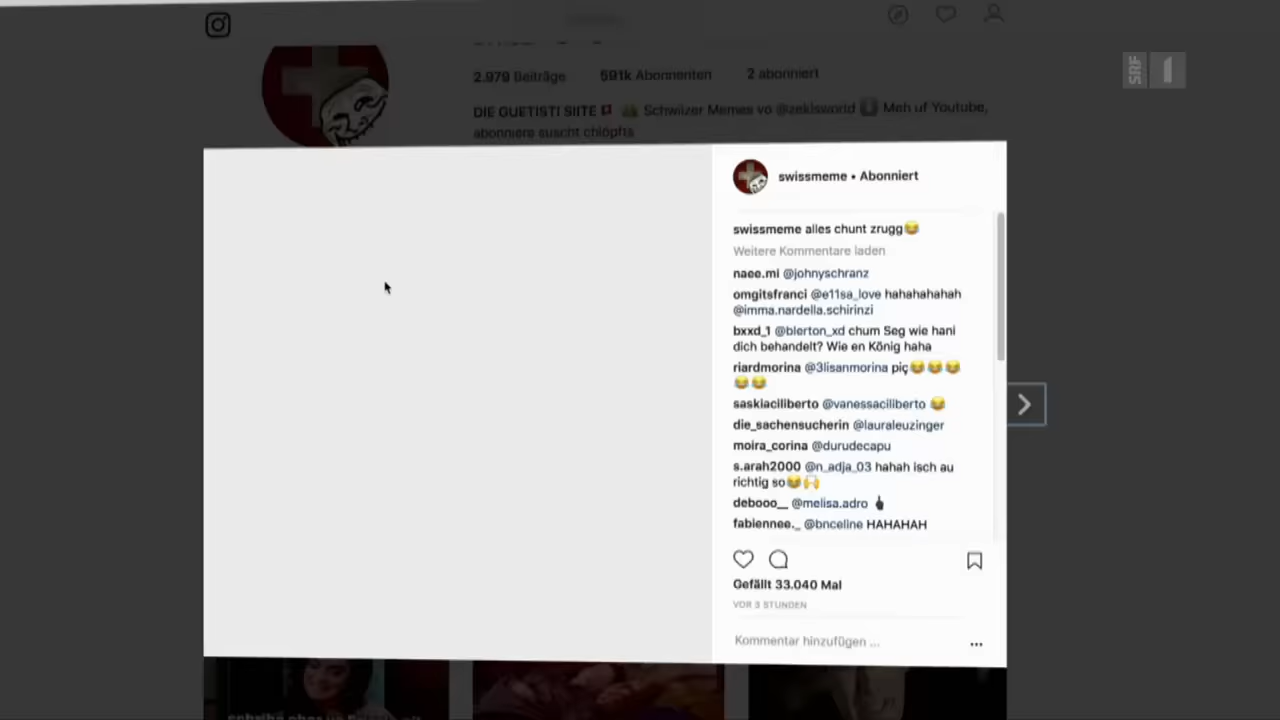 2.979 Beiträge 591k Abonnenten 2 abonniert
DIE GUETISTI SIITE Schwiizer Memes vo @zekisworld Meh uf Youtube,
abonniere suscht chlöpfts
SRF 1
swissmeme • Abonniert
swissmeme alles chunt zrugg😂
Weitere Kommentare laden
naee.mi @johnyschranz
omgitsfranci @e11sa_love hahahahahah
@imma.nardella.schirinzi
bxxd_1 @blerton_xd chum Seg wie hani
dich behandelt? Wie en König haha
riardmorina @3lisanmorina piç😂😂😂
😂😂
saskiaciliberto @vanessaciliberto 😂
die_sachensucherin @lauraleuzinger
moira_corina @durudecapu
s.arah2000 @n_adja_03 hahah isch au
richtig so😂🙌
debooo__ @melisa.adro
fabiennee._ @bnceline HAHAHAH
Gefällt 33.040 Mal
VOR 3 STUNDEN
Kommentar hinzufügen ...